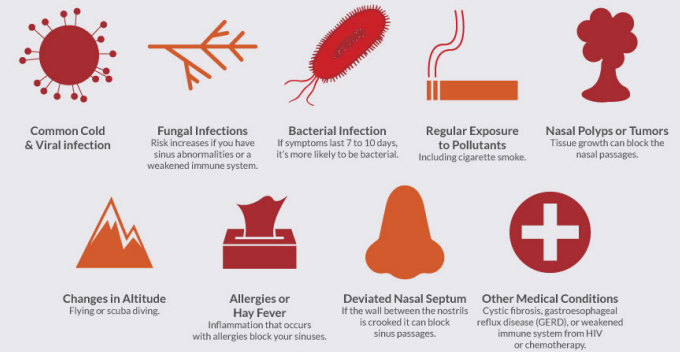 Common Cold
& Viral infection
Fungal Infections
Risk increases if you have
sinus abnormalities or a
weakened immune system.
Bacterial Infection
If symptoms last 7 to 10 days,
it's more likely to be bacterial.
Regular Exposure
to Pollutants
Including cigarette smoke.
Nasal Polyps or Tumors
Tissue growth can block the
nasal passages.
Changes in Altitude
Flying or scuba diving.
Allergies or
Hay Fever
Inflammation that occurs
with allergies block your sinuses.
Deviated Nasal Septum
If the wall between the nostrils
is crooked it can block
sinus passages.
Other Medical Conditions
Cystic fibrosis, gastroesophageal
reflux disease (GERD), or weakened
immune system from HIV
or chemotherapy.